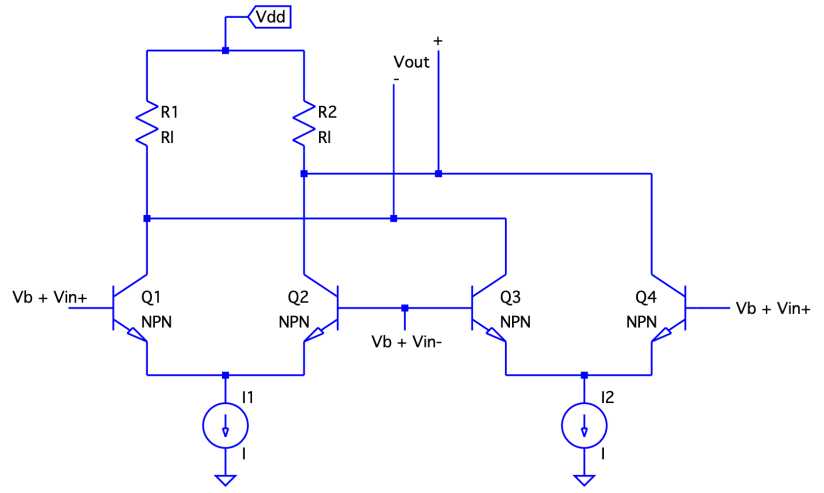 Vdd
+
Vout
-
R1
Rl
R2
Rl
Vb + Vin+
Q1
NPN
Q2
NPN
Vb + Vin-
Q3
NPN
Q4
NPN
Vb + Vin+
I1
I
I2
I